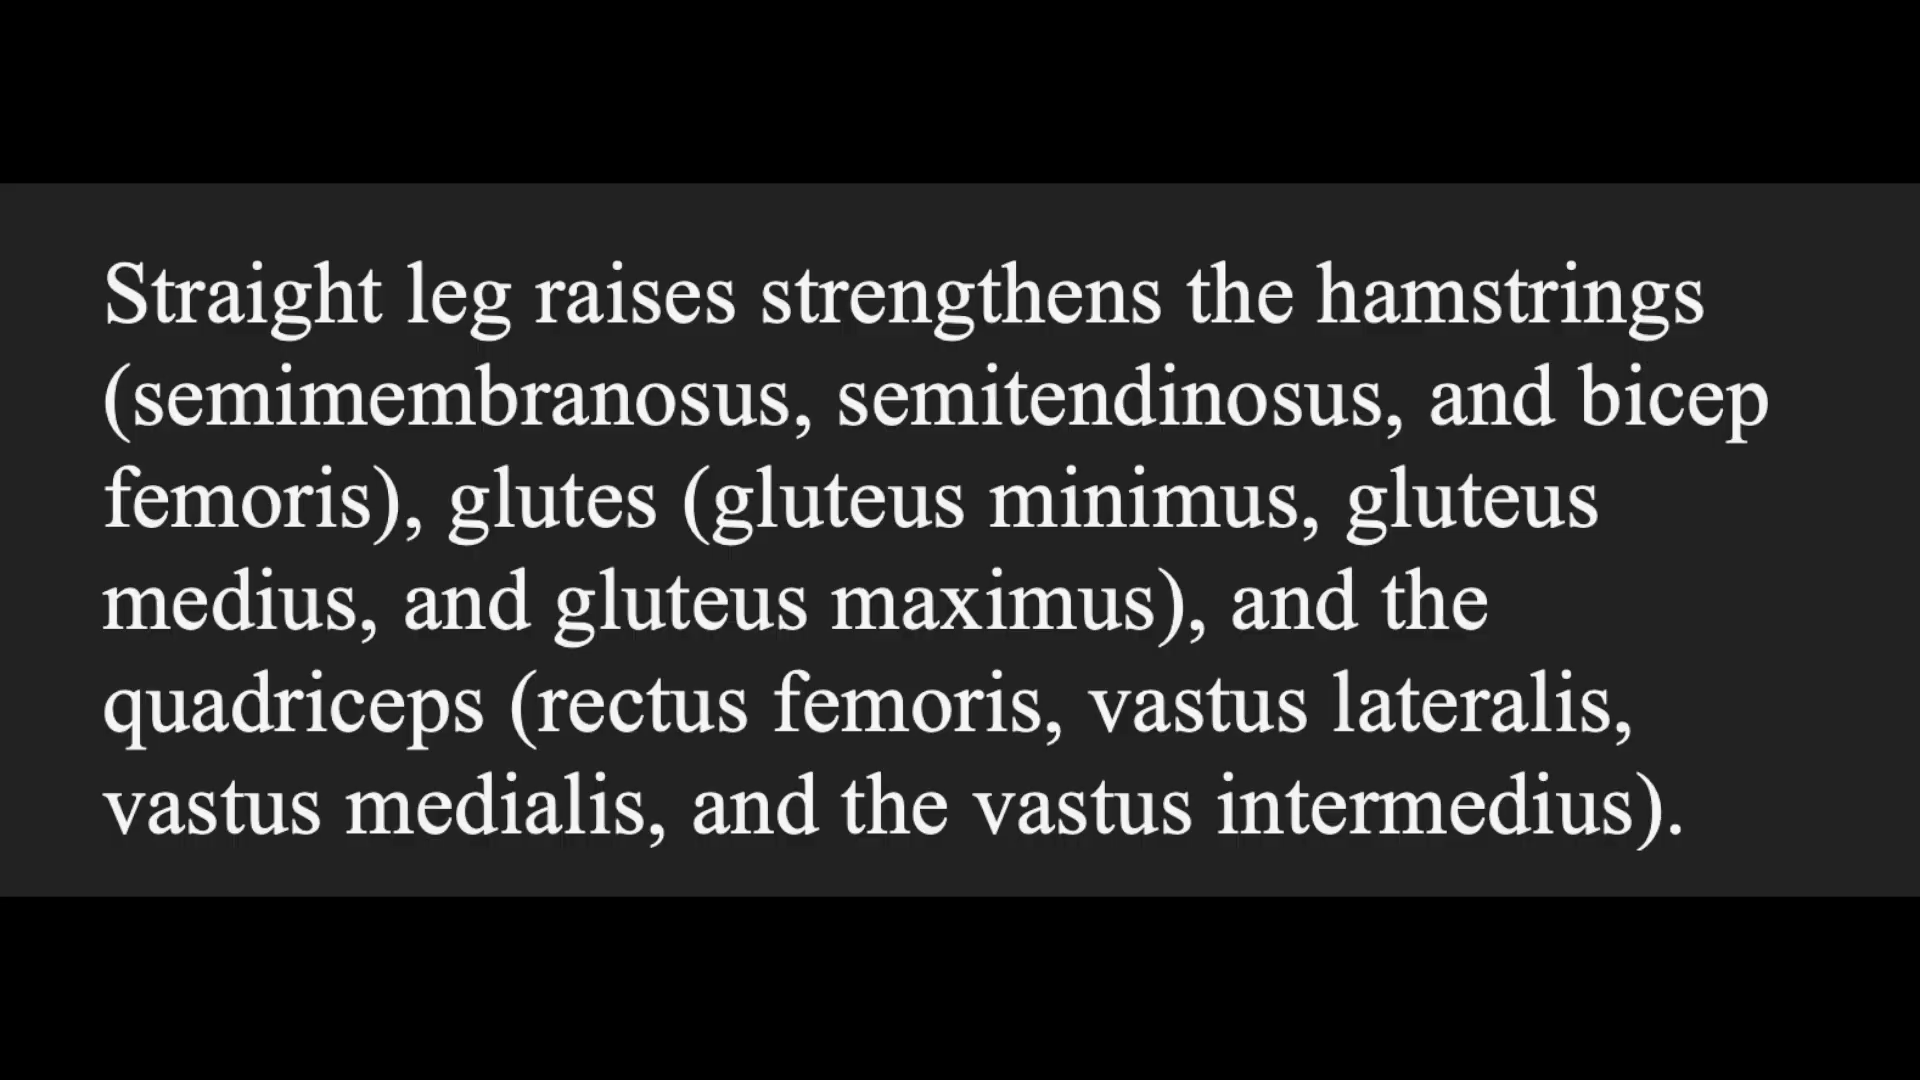 Straight leg raises strengthens the hamstrings
(semimembranosus, semitendinosus, and bicep
femoris), glutes (gluteus minimus, gluteus
medius, and gluteus maximus), and the
quadriceps (rectus femoris, vastus lateralis,
vastus medialis, and the vastus intermedius).